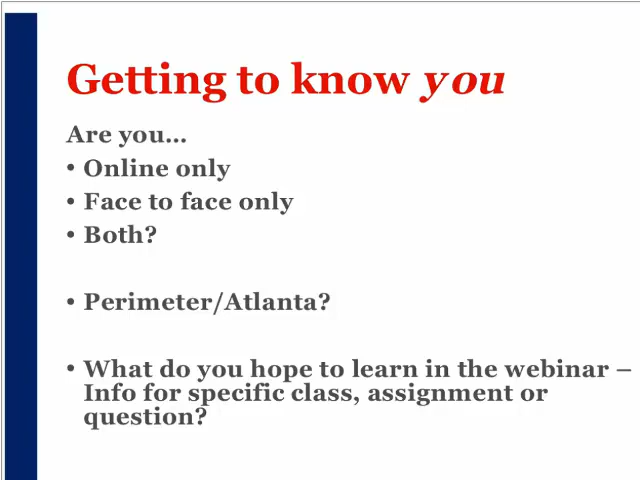 Getting to know you
Are you...
• Online only
• Face to face only
• Both?
• Perimeter/Atlanta?
• What do you hope to learn in the webinar –
Info for specific class, assignment or
question?